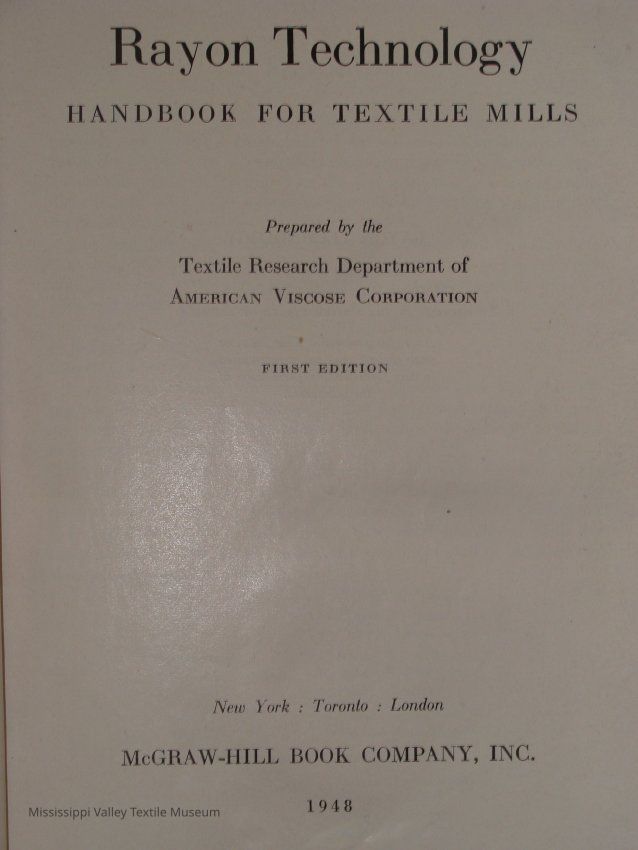 Rayon Technology
HANDBOOK FOR TEXTILE MILLS
Prepared by the
Textile Research Department of
AMERICAN VISCOSE CORPORATION
FIRST EDITION
New York : Toronto : London
McGRAW-HILL BOOK COMPANY, INC.
1948
Mississippi Valley Textile Museum